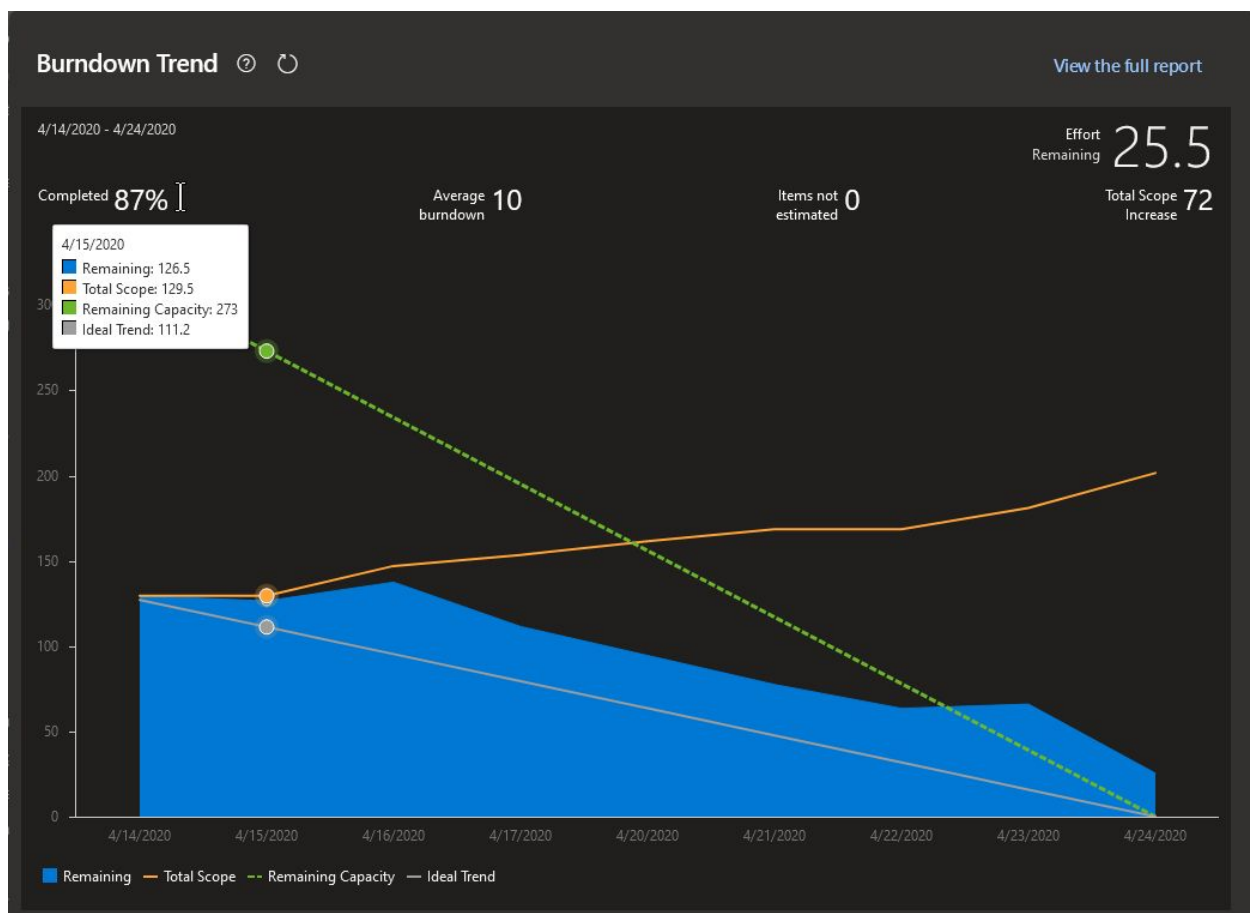 Burndown Trend
View the full report
4/14/2020 - 4/24/2020
Effort
Remaining 25.5
Completed 87%
Average
burndown 10
Items not
estimated 0
Total Scope
Increase 72
4/15/2020
Remaining: 126.5
Total Scope: 129.5
Remaining Capacity: 273
Ideal Trend: 111.2
250
200
150
100
50
0
4/14/2020 4/15/2020 4/16/2020 4/17/2020 4/20/2020 4/21/2020 4/22/2020 4/23/2020 4/24/2020
Remaining Total Scope Remaining Capacity Ideal Trend